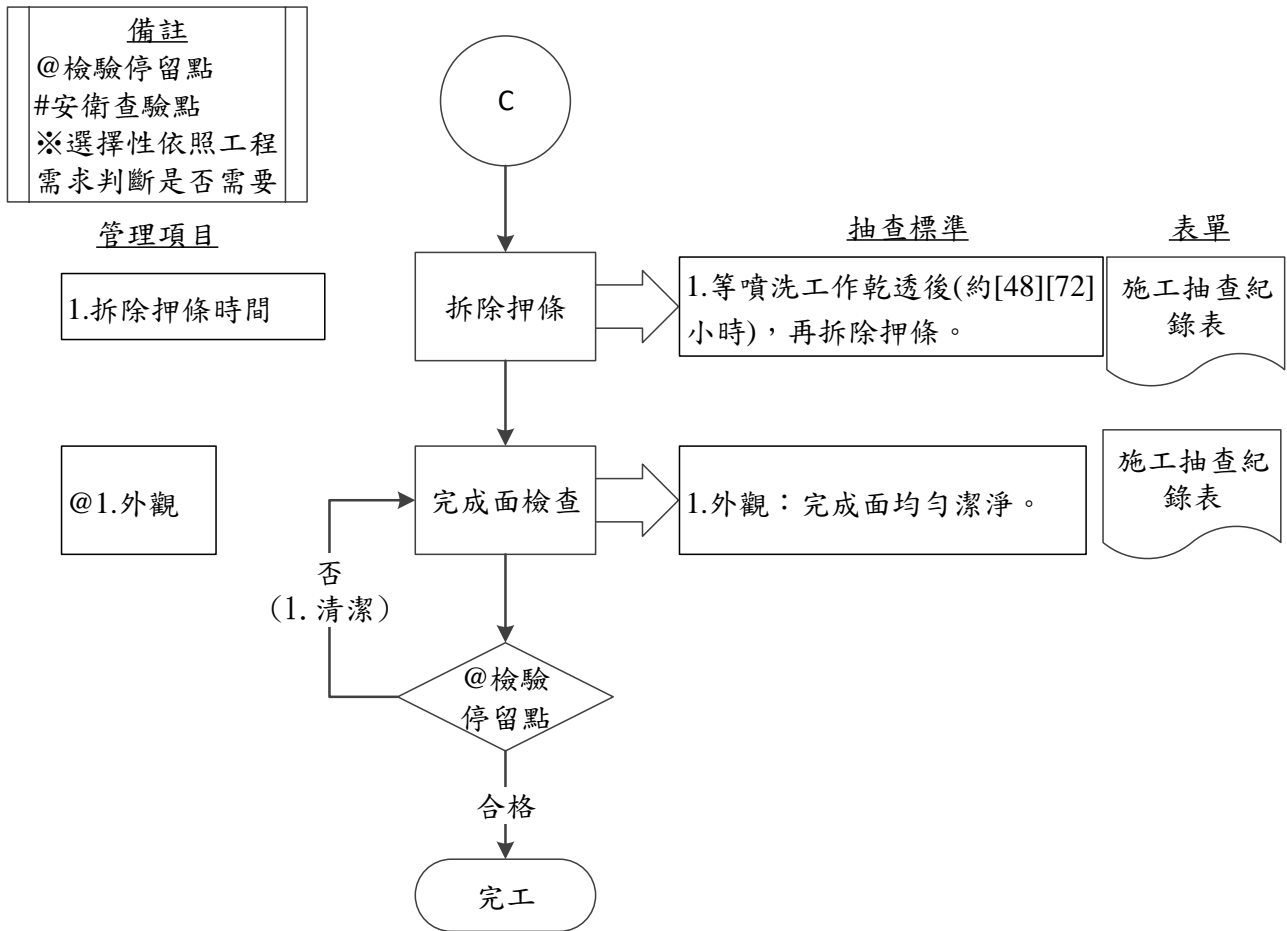 備註
@檢驗停留點
#安衛查驗點
※選擇性依照工程
需求判斷是否需要
C
管理項目
抽查標準
表單
1.拆除押條時間
拆除押條
1.等噴洗工作乾透後(約[48][72]
小時)，再拆除押條。
施工抽查紀
錄表
@1.外觀
完成面檢查
1.外觀：完成面均勻潔淨。
施工抽查紀
錄表
否
(1.清潔)
@檢驗
停留點
合格
完工